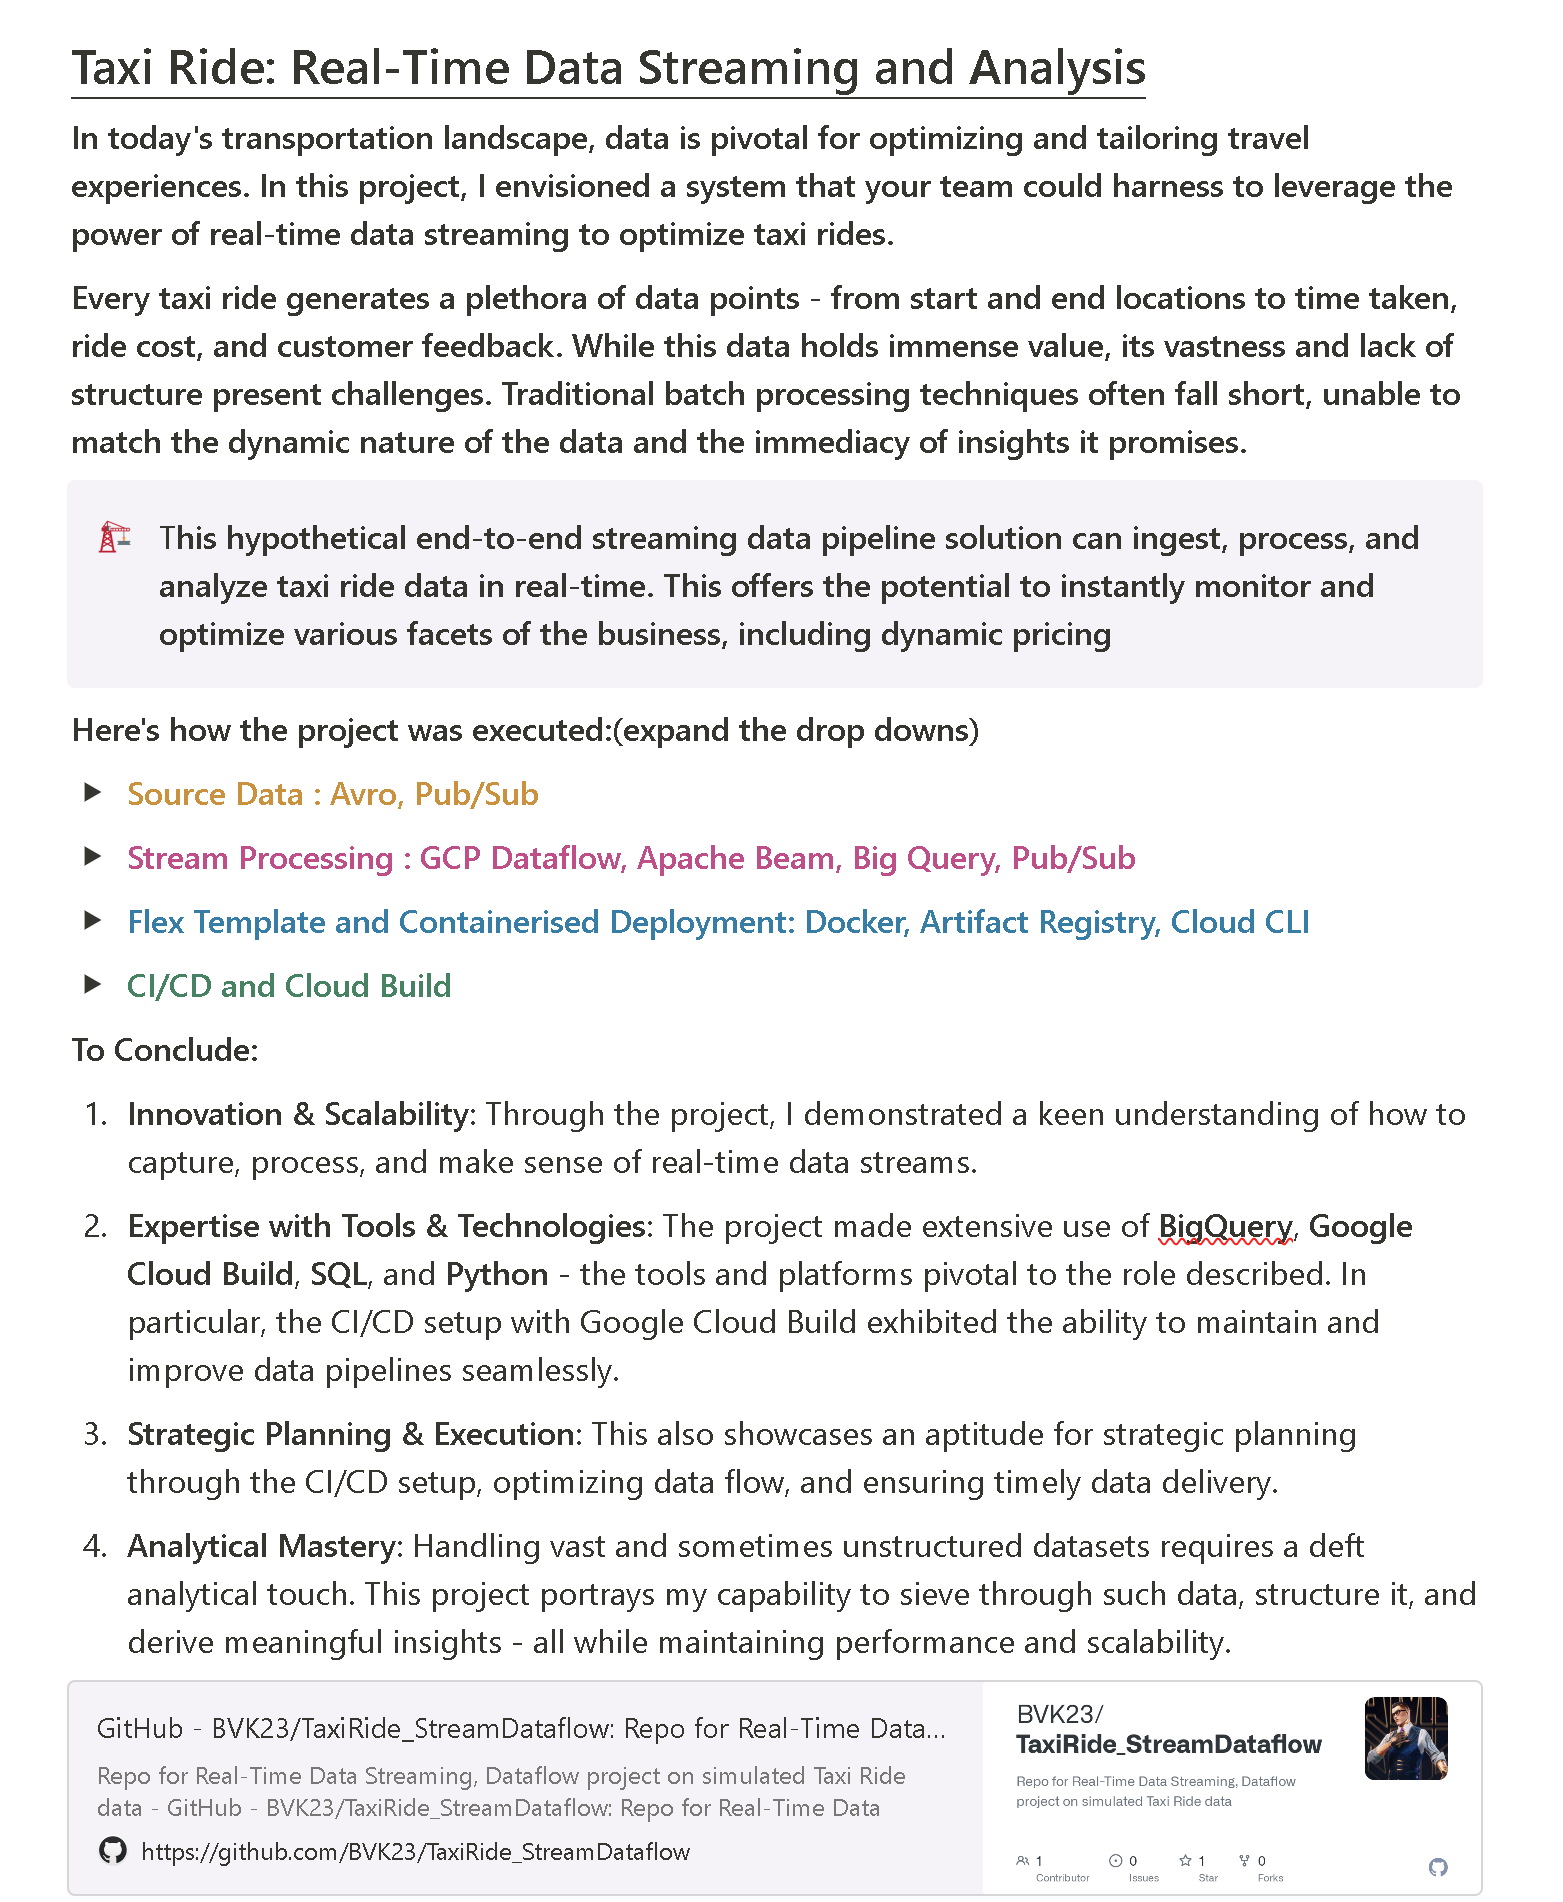 Taxi Ride: Real-Time Data Streaming and Analysis
In today's transportation landscape, data is pivotal for optimizing and tailoring travel
experiences. In this project, I envisioned a system that your team could harness to leverage the
power of real-time data streaming to optimize taxi rides.
Every taxi ride generates a plethora of data points - from start and end locations to time taken,
ride cost, and customer feedback. While this data holds immense value, its vastness and lack of
structure present challenges. Traditional batch processing techniques often fall short, unable to
match the dynamic nature of the data and the immediacy of insights it promises.
This hypothetical end-to-end streaming data pipeline solution can ingest, process, and
analyze taxi ride data in real-time. This offers the potential to instantly monitor and
optimize various facets of the business, including dynamic pricing
Here's how the project was executed:(expand the drop downs)
Source Data : Avro, Pub/Sub
Stream Processing : GCP Dataflow, Apache Beam, Big Query, Pub/Sub
Flex Template and Containerised Deployment: Docker, Artifact Registry, Cloud CLI
CI/CD and Cloud Build
To Conclude:
1. Innovation & Scalability: Through the project, I demonstrated a keen understanding of how to
capture, process, and make sense of real-time data streams.
2. Expertise with Tools & Technologies: The project made extensive use of BigQuery, Google
Cloud Build, SQL, and Python - the tools and platforms pivotal to the role described. In
particular, the CI/CD setup with Google Cloud Build exhibited the ability to maintain and
improve data pipelines seamlessly.
3. Strategic Planning & Execution: This also showcases an aptitude for strategic planning
through the CI/CD setup, optimizing data flow, and ensuring timely data delivery.
4. Analytical Mastery: Handling vast and sometimes unstructured datasets requires a deft
analytical touch. This project portrays my capability to sieve through such data, structure it, and
derive meaningful insights - all while maintaining performance and scalability.
GitHub - BVK23/TaxiRide_StreamDataflow: Repo for Real-Time Data...
Repo for Real-Time Data Streaming, Dataflow project on simulated Taxi Ride
data - GitHub - BVK23/TaxiRide_StreamDataflow: Repo for Real-Time Data
https://github.com/BVK23/TaxiRide_StreamDataflow
BVK23/
TaxiRide_StreamDataflow
Repo for Real-Time Data Streaming, Dataflow
project on simulated Taxi Ride data
1 0 1 0
Contributor Issues Star Forks